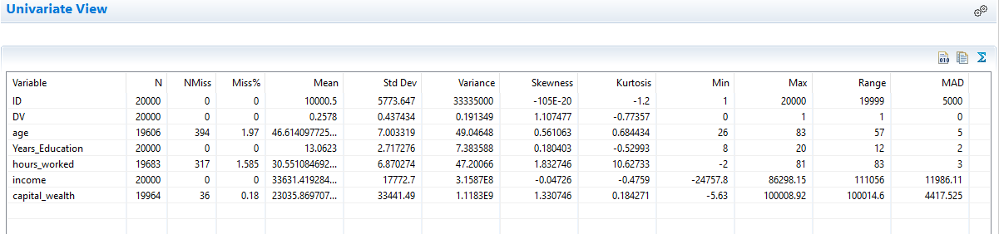 Univariate View
010 Σ
Variable N NMiss Miss% Mean Std Dev Variance Skewness Kurtosis Min Max Range MAD
ID 20000 0 0 10000.5 5773.647 33335000 -105E-20 -1.2 1 20000 19999 5000
DV 20000 0 0 0.2578 0.437434 0.191349 1.107477 -0.77357 0 1 1 0
age 19606 394 1.97 46.614097725... 7.003319 49.04648 0.561063 0.684434 26 83 57 5
Years_Education 20000 0 0 13.0623 2.717276 7.383588 0.180403 -0.52993 8 20 12 2
hours_worked 19683 317 1.585 30.551084692... 6.870274 47.20066 1.832746 10.62733 -2 81 83 3
income 20000 0 0 33631.419284... 17772.7 3.1587E8 -0.04726 -0.4759 -24757.8 86298.15 111056 11986.11
capital_wealth 19964 36 0.18 23035.869707... 33441.49 1.1183E9 1.330746 0.184271 -5.63 100008.92 100014.6 4417.525